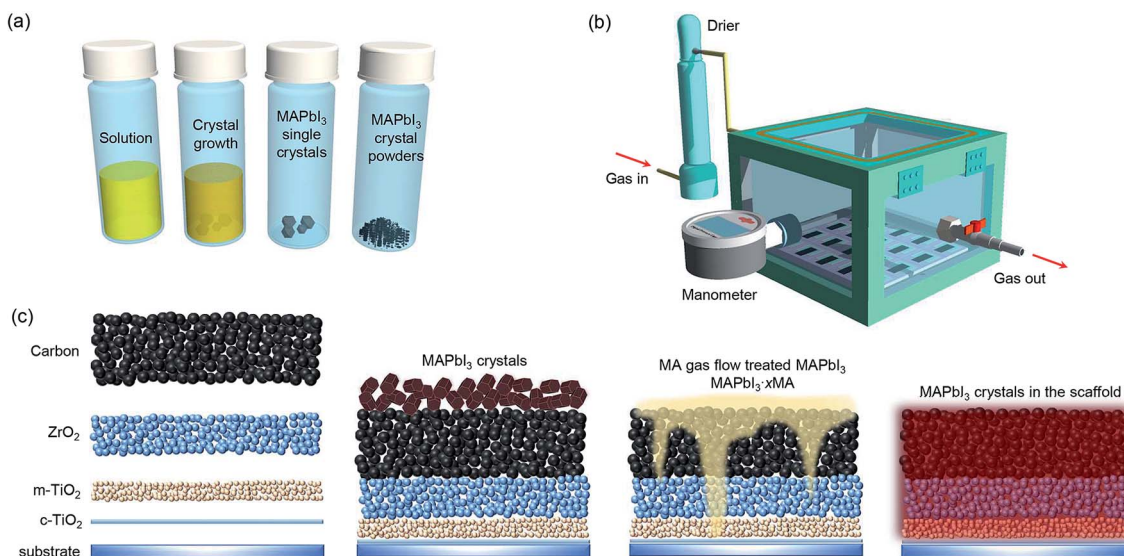 (a)
Solution
Crystal
growth
MAPbI₃
single
crystals
MAPbI₃
crystal
powders
(b)
Drier
Gas in
Manometer
Gas out
(c)
Carbon
ZrO₂
m-TiO₂
c-TiO₂
substrate
MAPbI₃ crystals
MA gas flow treated MAPbI₃
MAPbI₃·xMA
MAPbI₃ crystals in the scaffold